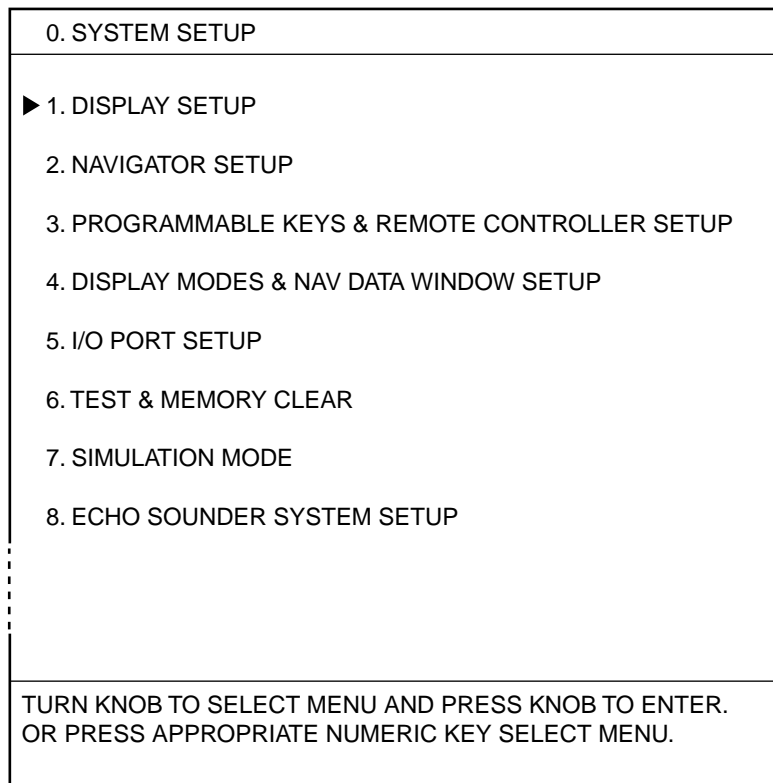 0. SYSTEM SETUP
1. DISPLAY SETUP
2. NAVIGATOR SETUP
3. PROGRAMMABLE KEYS & REMOTE CONTROLLER SETUP
4. DISPLAY MODES & NAV DATA WINDOW SETUP
5. I/O PORT SETUP
6. TEST & MEMORY CLEAR
7. SIMULATION MODE
8. ECHO SOUNDER SYSTEM SETUP
TURN KNOB TO SELECT MENU AND PRESS KNOB TO ENTER.
OR PRESS APPROPRIATE NUMERIC KEY SELECT MENU.